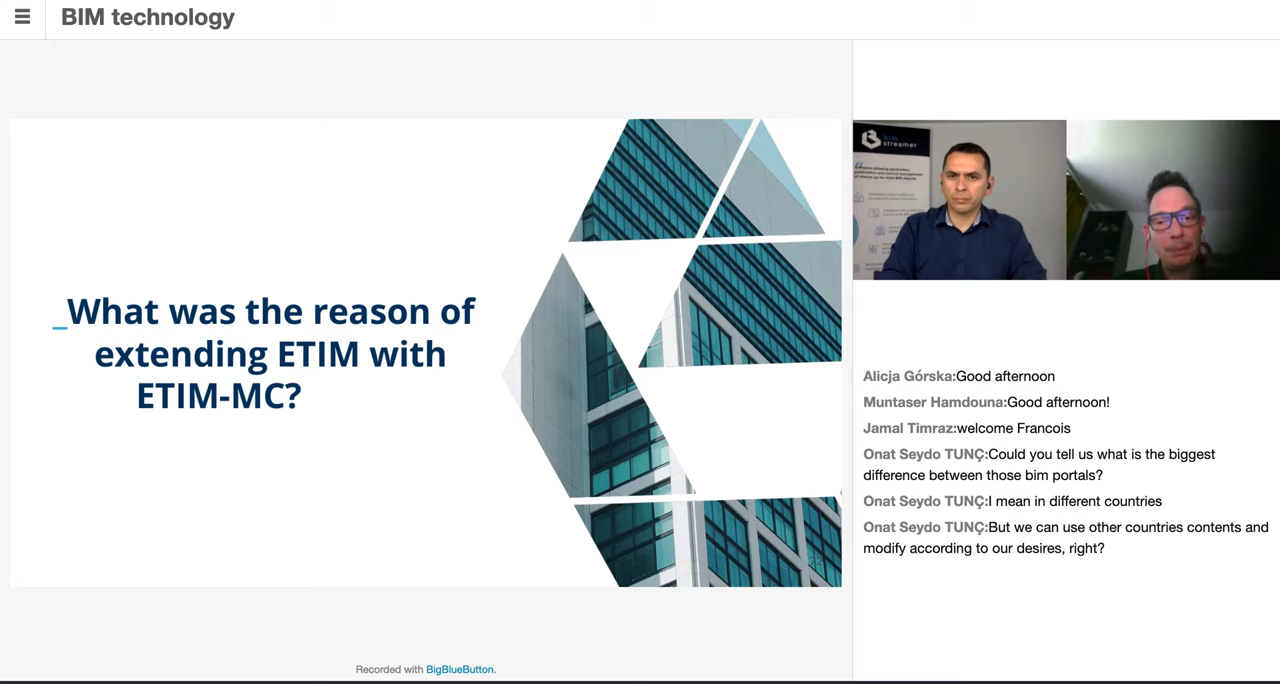 BIM technology
_What was the reason of
extending ETIM with
ETIM-MC?
72
streamer
Alicja Górska:Good afternoon
Muntaser Hamdouna:Good afternoon!
Jamal Timraz:welcome Francois
Onat Seydo TUNÇ:Could you tell us what is the biggest
difference between those bim portals?
Onat Seydo TUNÇ:I mean in different countries
Onat Seydo TUNÇ:But we can use other countries contents and
modify according to our desires, right?
Recorded with BigBlueButton.